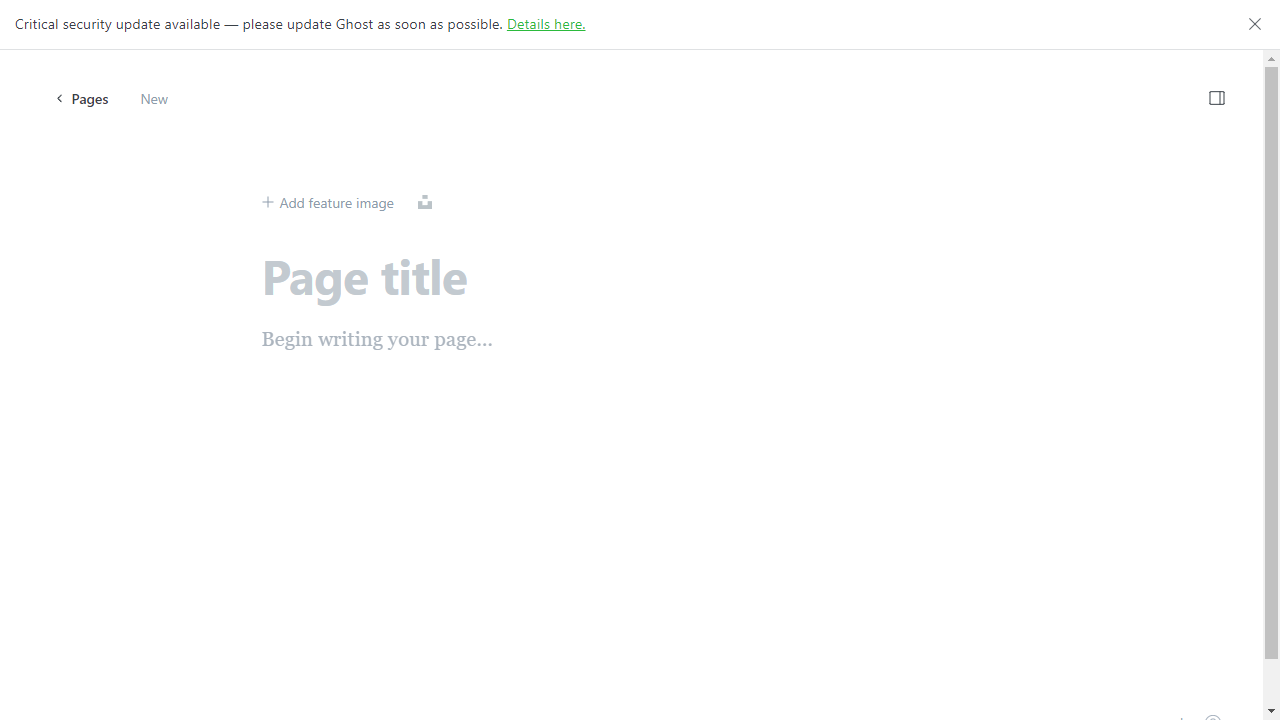 Critical security update available — please update Ghost as soon as possible. Details here.
Pages
New
Add feature image
Page title
Begin writing your page...